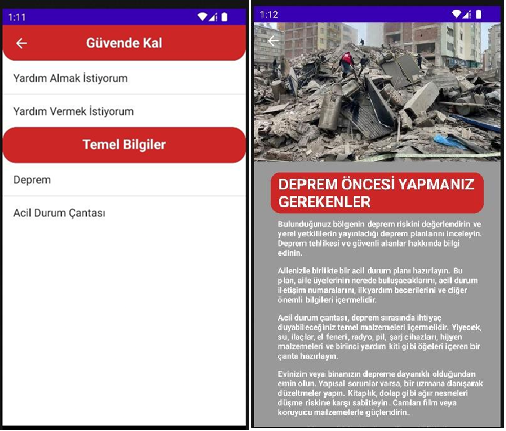 1:11
Güvende Kal
Yardım Almak İstiyorum
Yardım Vermek İstiyorum
Temel Bilgiler
Deprem
Acil Durum Çantası
1:12
DEPREM ÖNCESİ YAPMANIZ
GEREKENLER
Bulunduğunuz bölgenin deprem riskini değerlendirin ve
yerel yetkililerin yayınladığı deprem planlarını inceleyin.
Deprem tehlikesi ve güvenli alanlar hakkında bilgi
edinin.
Ailenizle birlikte bir acil durum planı hazırlayın. Bu
plan, aile üyelerinin nerede buluşacaklarını, acil durum
iletişim numaralarını, ilkyardım becerilerini ve diğer
önemli bilgileri içermelidir.
Acil durum çantası, deprem sırasında ihtiyaç
duyabileceğiniz temel malzemeleri içermelidir. Yiyecek,
su, ilaçlar, el feneri, radyo, pil, şarj cihazları, hijyen
malzemeleri ve birinci yardım kiti gibi öğeleri içeren bir
çanta hazırlayın.
Evinizin veya binanızın depreme dayanıklı olduğundan
emin olun. Yapısal sorunlar varsa, bir uzmana danışarak
düzeltmeler yapın. Kitaplık, dolap gibi ağır nesneleri
düşme riskine karşı sabitleyin. Camları film veya
koruyucu malzemelerle güçlendirin.